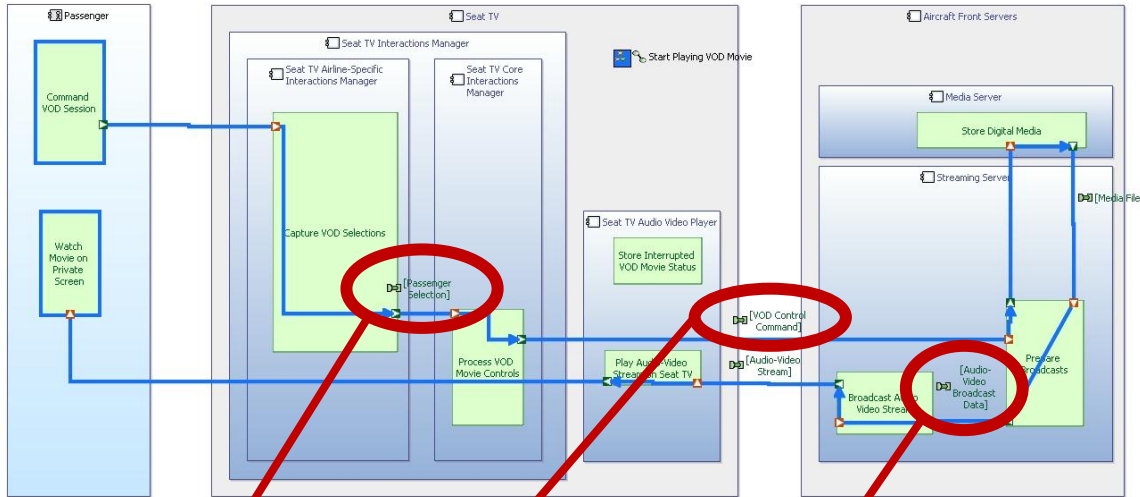 Passenger
Command
VOD Session
Watch
Movie on
Private
Screen
Seat TV
Seat TV Interactions Manager
Seat TV Airline-Specific
Interactions Manager
Capture VOD Selections
[Passenger
Selection]
Seat TV Core
Interactions
Manager
Process VOD
Movie Controls
Start Playing VOD Movie
Seat TV Audio Video Player
Store Interrupted
VOD Movie Status
Play Audio-Video
Stream on Seat TV
[VOD Control
Command]
[Audio-Video
Stream]
Aircraft Front Servers
Media Server
Store Digital Media
Streaming Server
[Media File
Prepare
Broadcasts
[Audio-
Video
Broadcast
Data]
Broadcast Audio
Video Stream